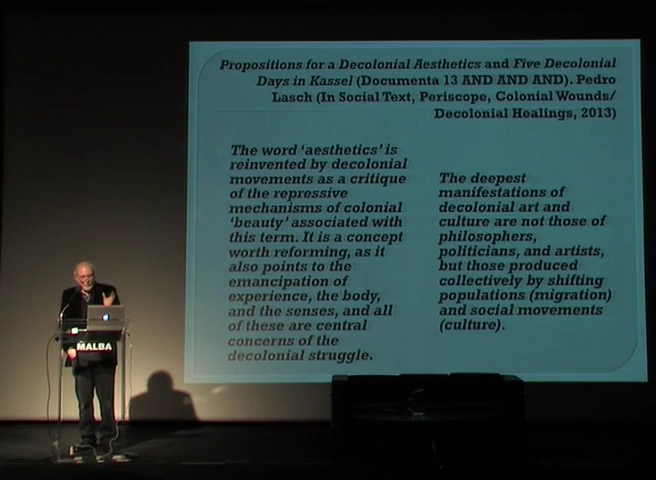 Propositions for a Decolonial Aesthetics and Five Decolonial
Days in Kassel (Documenta 13 AND AND AND). Pedro
Lasch (In Social Text, Periscope, Colonial Wounds/
Decolonial Healings, 2013)
The word ‘aesthetics’ is
reinvented by decolonial
movements as a critique
of the repressive
mechanisms of colonial
‘beauty’ associated with
this term. It is a concept
worth reforming, as it
also points to the
emancipation of
experience, the body,
and the senses, and all
of these are central
concerns of the
decolonial struggle.
The deepest
manifestations of
decolonial art and
culture are not those of
philosophers,
politicians, and artists,
but those produced
collectively by shifting
populations (migration)
and social movements
(culture).
MALBA